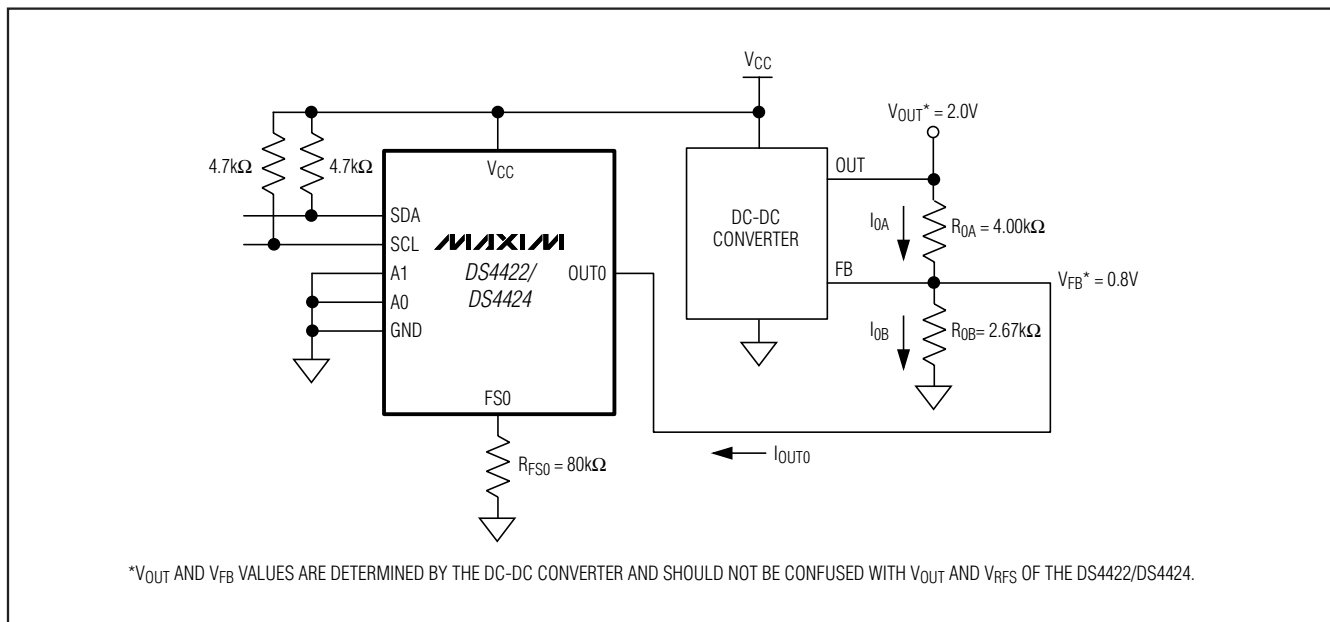 VCC
VOUT* = 2.0V
4.7kΩ
4.7kΩ
VCC
OUT
SDA
DC-DC
CONVERTER
I0A
R0A = 4.00kΩ
SCL
MAXIM
A1
DS4422/
DS4424
OUT0
FB
VFB* = 0.8V
A0
GND
I0B
R0B= 2.67kΩ
FS0
IOUT0
RFS0 = 80kΩ
*VOUT AND VFB VALUES ARE DETERMINED BY THE DC-DC CONVERTER AND SHOULD NOT BE CONFUSED WITH VOUT AND VRFS OF THE DS4422/DS4424.